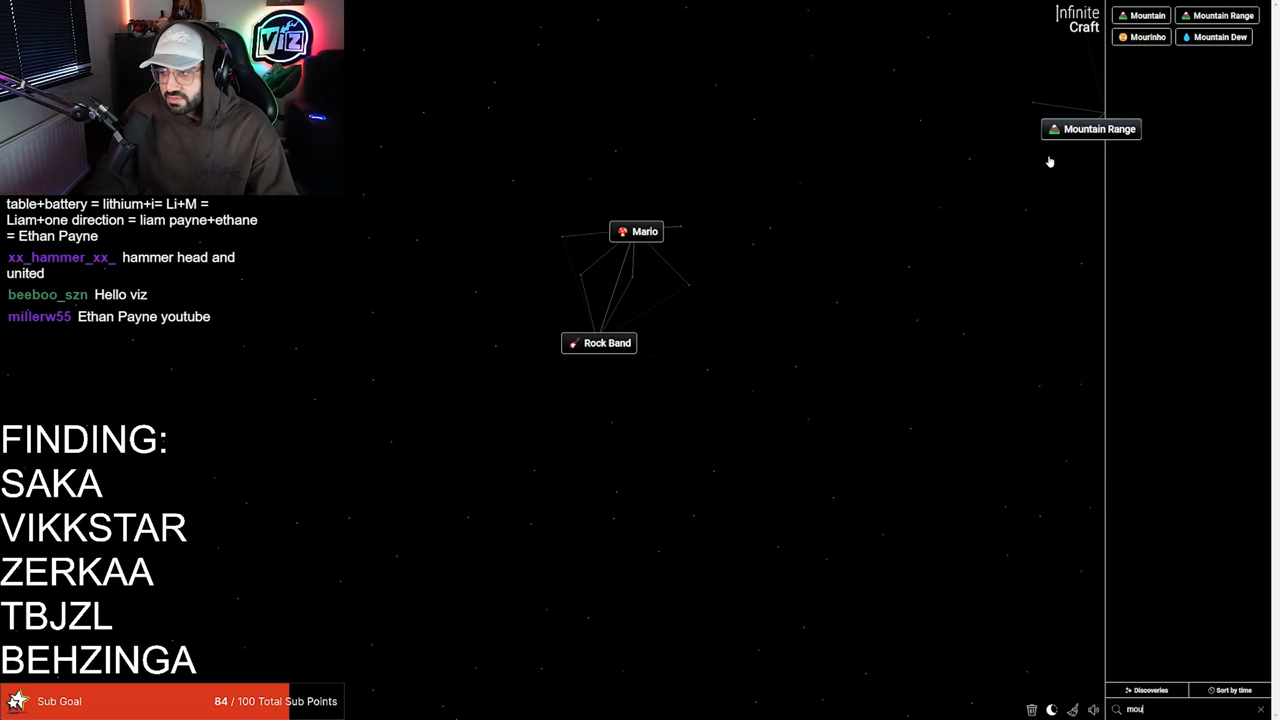 ViZ
table+battery = lithium+i= Li+M =
Liam+one direction = liam payne+ethane
= Ethan Payne
xx_hammer_xx_ hammer head and
united
beeboo_szn Hello viz
millerw55 Ethan Payne youtube
FINDING:
SAKA
VIKKSTAR
ZERKAA
TBJZL
BEHZINGA
Sub Goal 84 / 100 Total Sub Points
Mario
Rock Band
Infinite
Craft
Mountain Range
Mountain Mountain Range
Mourinho Mountain Dew
Discoveries Sort by time
mou